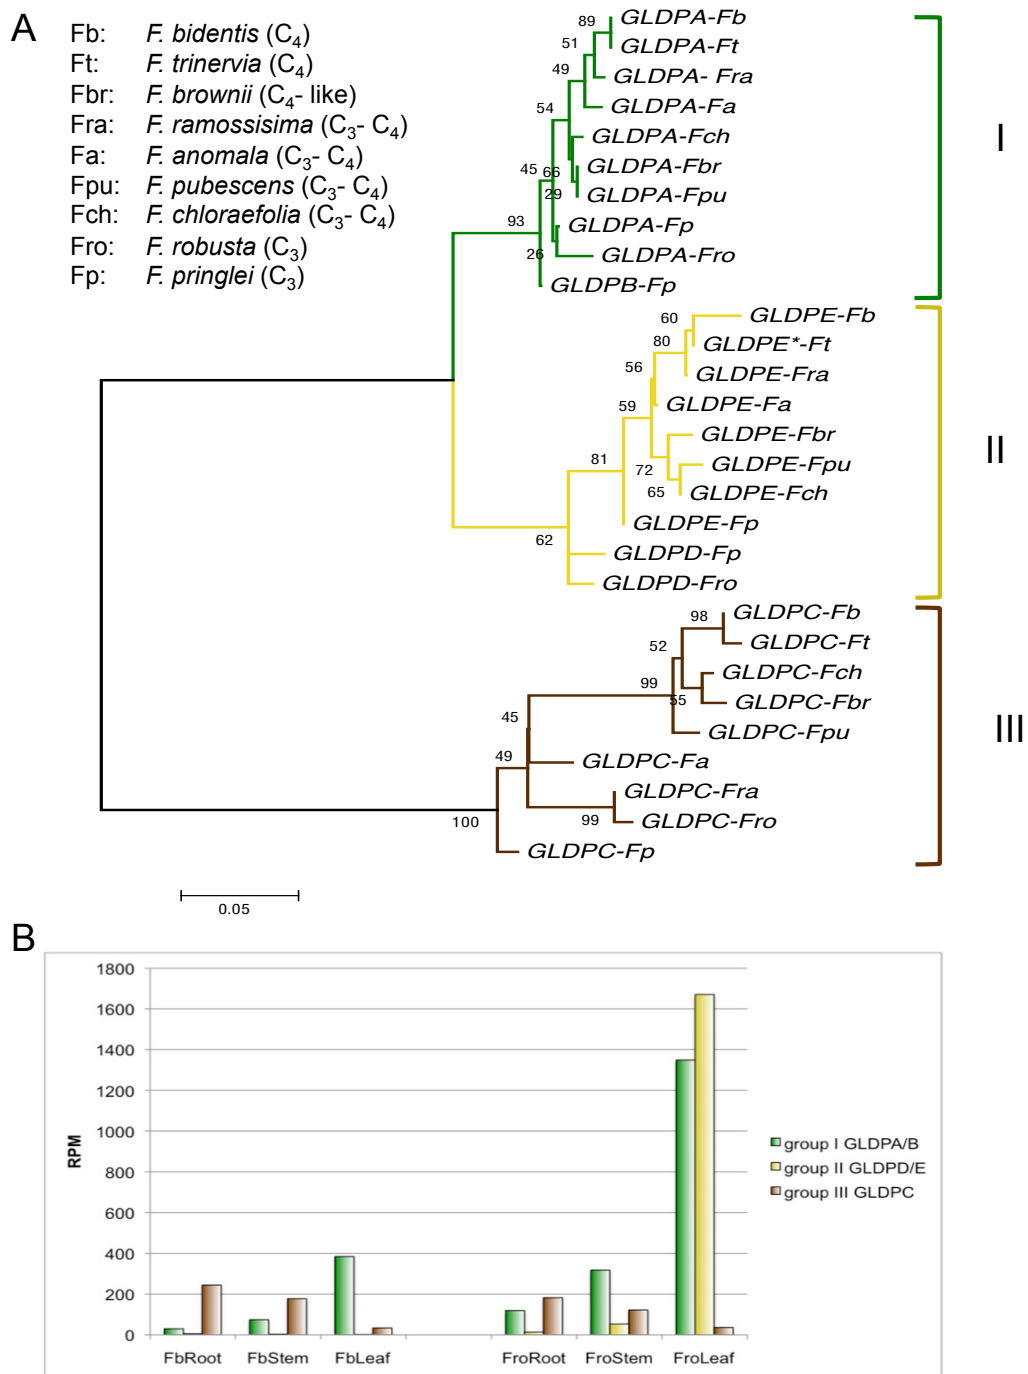 A
Fb: F. bidentis (C4)
Ft: F. trinervia (C4)
Fbr: F. brownii (C4- like)
Fra: F. ramossisima (C3- C4)
Fa: F. anomala (C3- C4)
Fpu: F. pubescens (C3- C4)
Fch: F. chloraefolia (C3- C4)
Fro: F. robusta (C3)
Fp: F. pringlei (C3)
89
GLDPA-Fb
GLDPA-Ft
51
GLDPA- Fra
49
GLDPA-Fa
54
GLDPA-Fch
GLDPA-Fbr
45
66
GLDPA-Fpu
29
GLDPA-Fp
93
GLDPA-Fro
26
GLDPB-Fp
I
60
GLDPE-Fb
80
GLDPE*-Ft
56
GLDPE-Fra
59
GLDPE-Fa
GLDPE-Fbr
81
72
GLDPE-Fpu
65
GLDPE-Fch
GLDPE-Fp
62
GLDPD-Fp
GLDPD-Fro
II
98
GLDPC-Fb
52
GLDPC-Ft
99
GLDPC-Fch
55
GLDPC-Fbr
45
GLDPC-Fpu
49
GLDPC-Fa
GLDPC-Fra
100
99
GLDPC-Fro
GLDPC-Fp
III
0.05
B
1800
1600
1400
1200
1000
800
600
400
200
0
RPM
FbRoot FbStem FbLeaf FroRoot FroStem FroLeaf
group I GLDPA/B
group II GLDPD/E
group III GLDPC